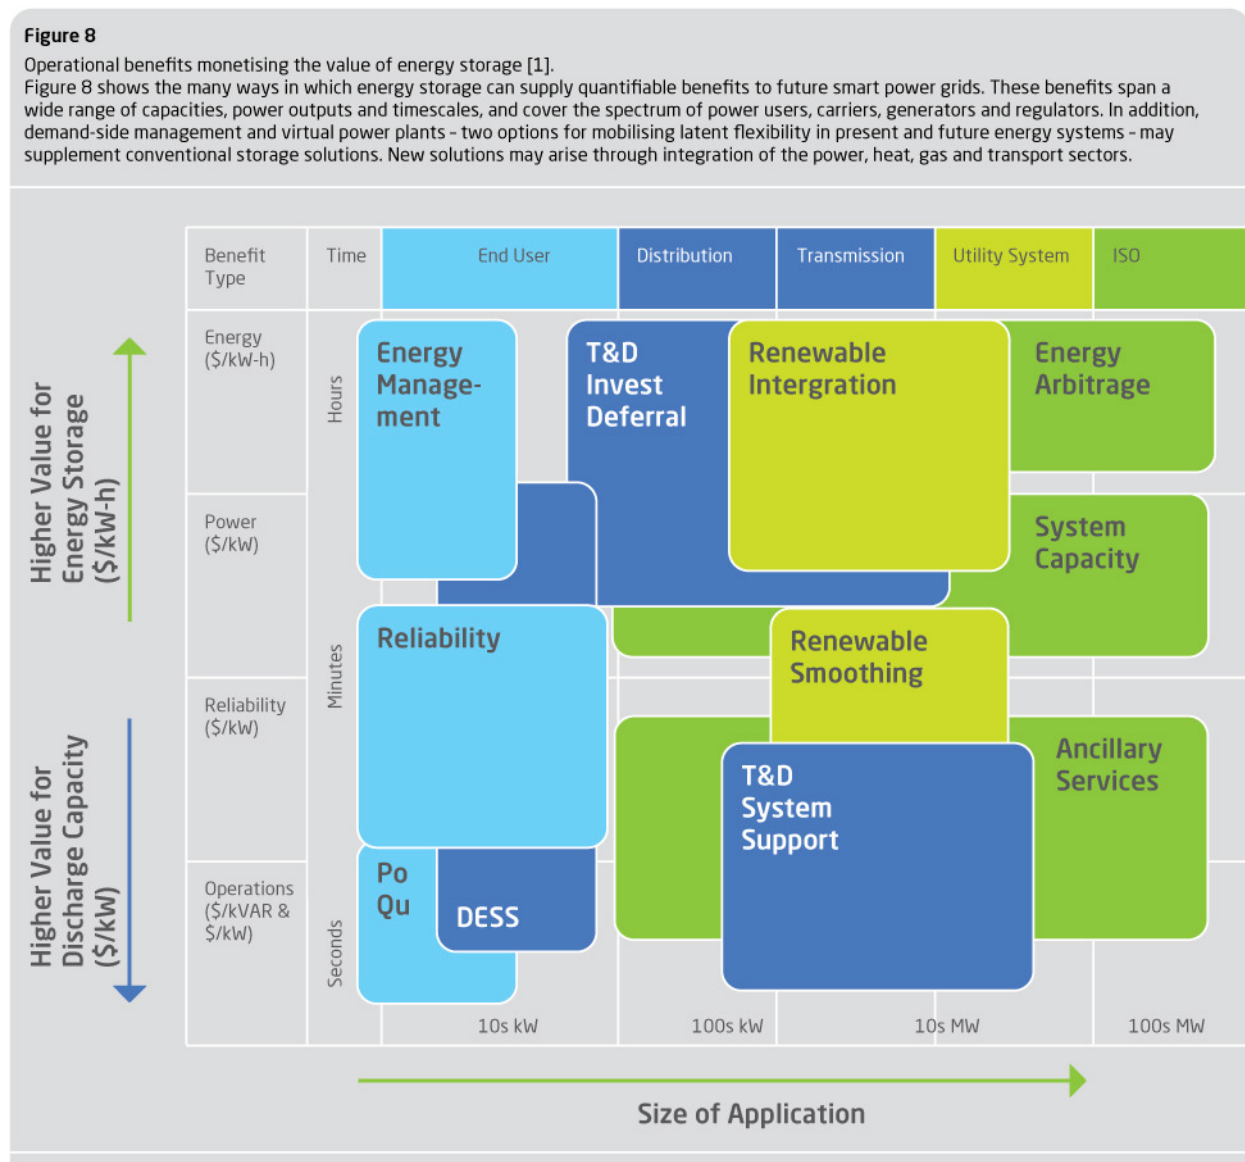 Figure 8
Operational benefits monetising the value of energy storage [1].
Figure 8 shows the many ways in which energy storage can supply quantifiable benefits to future smart power grids. These benefits span a
wide range of capacities, power outputs and timescales, and cover the spectrum of power users, carriers, generators and regulators. In addition,
demand-side management and virtual power plants – two options for mobilising latent flexibility in present and future energy systems – may
supplement conventional storage solutions. New solutions may arise through integration of the power, heat, gas and transport sectors.
Benefit
Type
Time
End User
Distribution
Transmission
Utility System
ISO
Higher Value for
Energy Storage
($/kW-h)
Higher Value for
Discharge Capacity
($/kW)
Energy
($/kW-h)
Power
($/kW)
Reliability
($/kW)
Operations
($/kVAR &
$/kW)
Hours
Minutes
Seconds
Energy
Manage-
ment
T&D
Invest
Deferral
Renewable
Intergration
Energy
Arbitrage
System
Capacity
Reliability
Renewable
Smoothing
Ancillary
Services
T&D
System
Support
Po
Qu
DESS
10s kW
100s kW
10s MW
100s MW
Size of Application